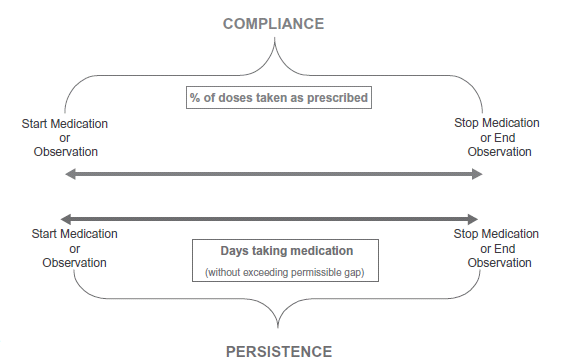 COMPLIANCE
% of doses taken as prescribed
Start Medication
or
Observation
Stop Medication
or End
Observation
Start Medication
or
Observation
Days taking medication
(without exceeding permissible gap)
Stop Medication
or End
Observation
PERSISTENCE